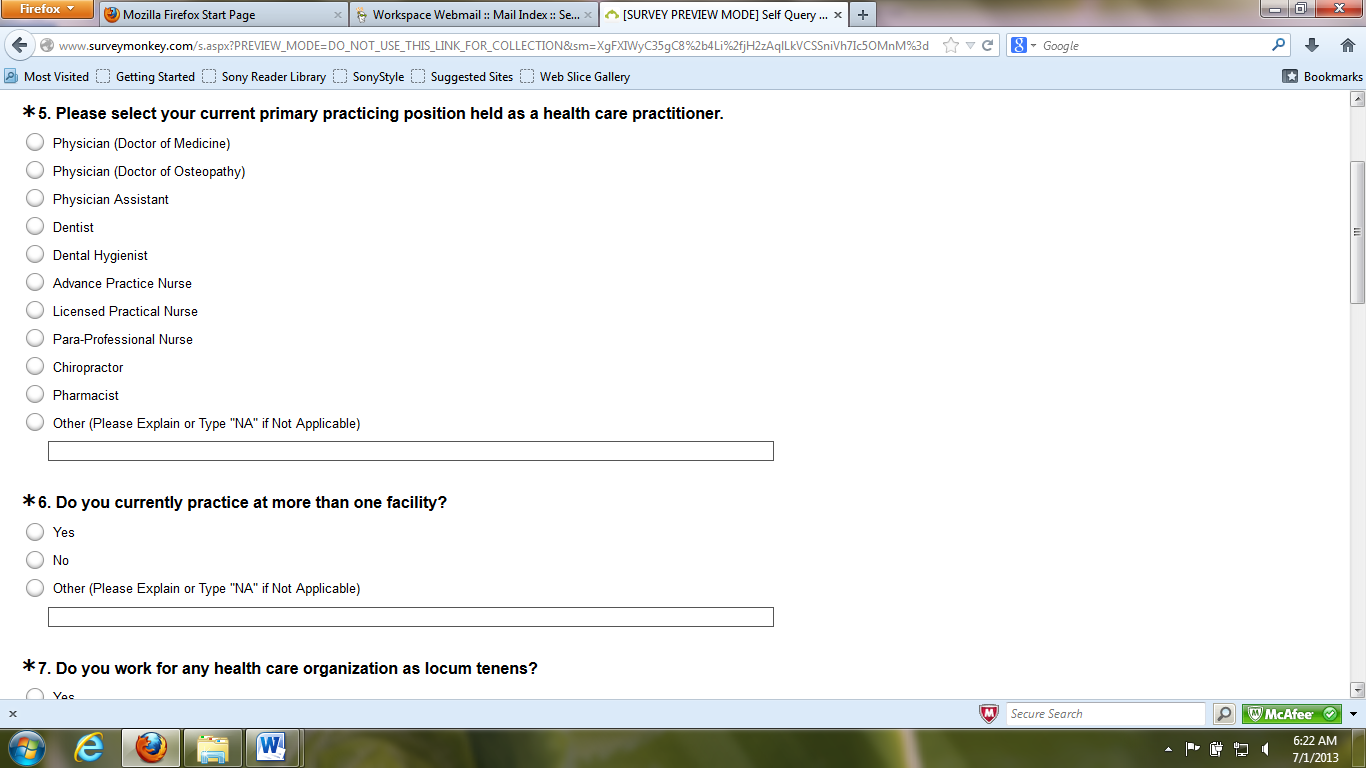 Firefox
Mozilla Firefox Start Page
Workspace Webmail :: Mail Index :: Se...
[SURVEY PREVIEW MODE] Self Query ...
www.surveymonkey.com/s.aspx?PREVIEW_MODE=DO_NOT_USE_THIS_LINK_FOR_COLLECTION&sm=XgFXIWyC35gC8%2b4Li%2fjH2zAqILkVCSSniVh7Ic5OMnM%3d
Google
Most Visited
Getting Started
Sony Reader Library
SonyStyle
Suggested Sites
Web Slice Gallery
Bookmarks
*5. Please select your current primary practicing position held as a health care practitioner.
Physician (Doctor of Medicine)
Physician (Doctor of Osteopathy)
Physician Assistant
Dentist
Dental Hygienist
Advance Practice Nurse
Licensed Practical Nurse
Para-Professional Nurse
Chiropractor
Pharmacist
Other (Please Explain or Type "NA" if Not Applicable)
*6. Do you currently practice at more than one facility?
Yes
No
Other (Please Explain or Type "NA" if Not Applicable)
*7. Do you work for any health care organization as locum tenens?
Yes
x
Secure Search
McAfee
6:22 AM
7/1/2013